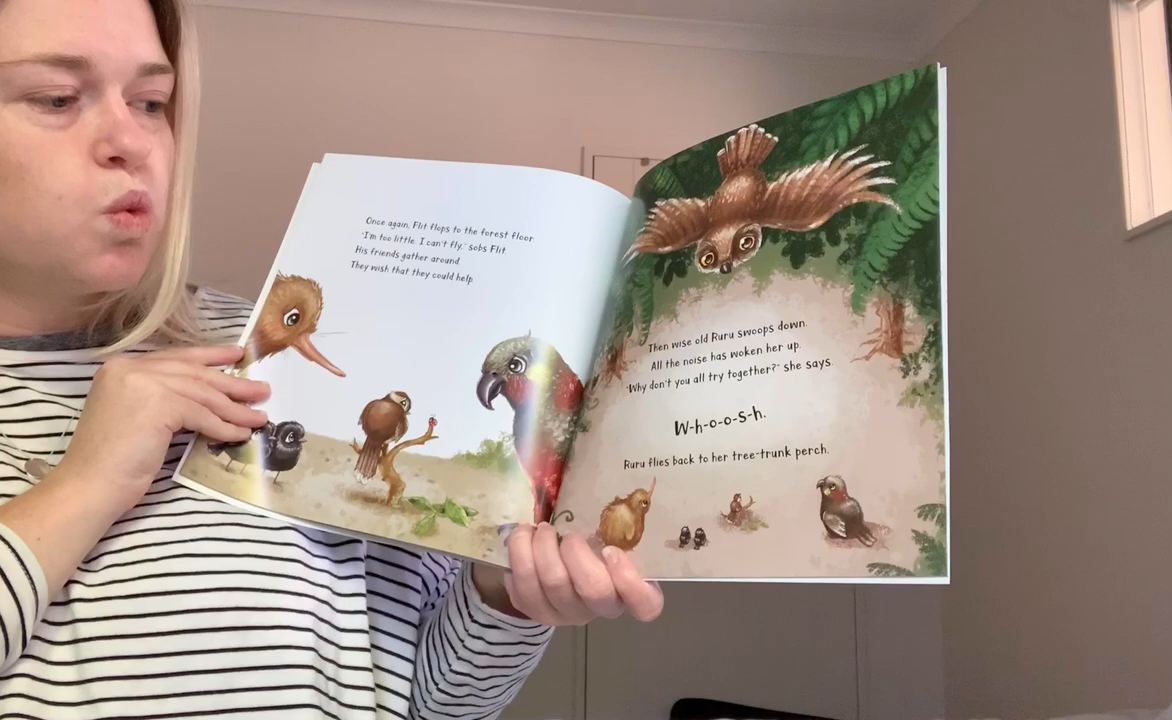 Once again, Flit flops to the forest floor.
"I'm too little. I can't fly," sobs Flit.
His friends gather around.
They wish that they could help.
Then wise old Ruru swoops down.
All the noise has woken her up.
"Why don't you all try together?" she says.
W-h-o-o-s-h.
Ruru flies back to her tree-trunk perch.